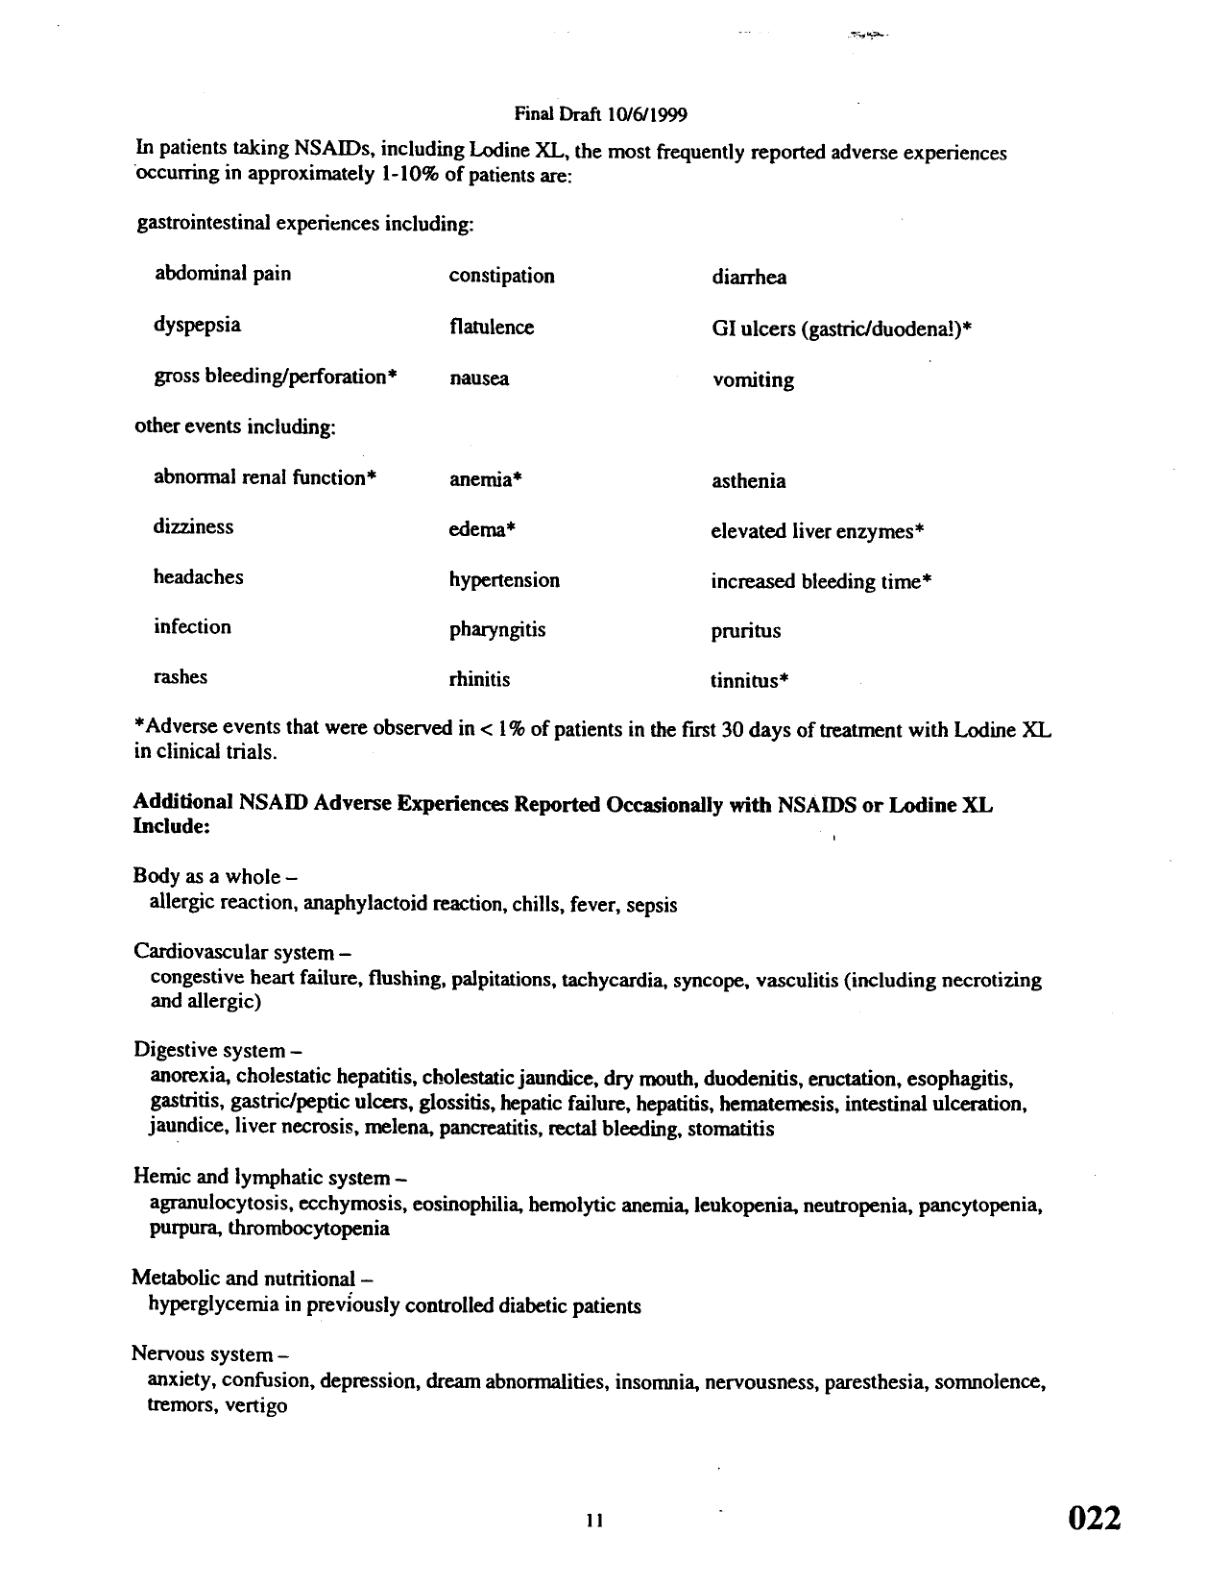 Final Draft 10/6/1999
In patients taking NSAIDs, including Lodine XL, the most frequently reported adverse experiences
occurring in approximately 1-10% of patients are:
gastrointestinal experiences including:
abdominal pain constipation diarrhea
dyspepsia flatulence GI ulcers (gastric/duodenal)*
gross bleeding/perforation* nausea vomiting
other events including:
abnormal renal function* anemia* asthenia
dizziness edema* elevated liver enzymes*
headaches hypertension increased bleeding time*
infection pharyngitis pruritus
rashes rhinitis tinnitus*
*Adverse events that were observed in < 1% of patients in the first 30 days of treatment with Lodine XL
in clinical trials.
Additional NSAID Adverse Experiences Reported Occasionally with NSAIDS or Lodine XL
Include:
Body as a whole –
allergic reaction, anaphylactoid reaction, chills, fever, sepsis
Cardiovascular system –
congestive heart failure, flushing, palpitations, tachycardia, syncope, vasculitis (including necrotizing
and allergic)
Digestive system –
anorexia, cholestatic hepatitis, cholestatic jaundice, dry mouth, duodenitis, eructation, esophagitis,
gastritis, gastric/peptic ulcers, glossitis, hepatic failure, hepatitis, hematemesis, intestinal ulceration,
jaundice, liver necrosis, melena, pancreatitis, rectal bleeding, stomatitis
Hemic and lymphatic system –
agranulocytosis, ecchymosis, eosinophilia, hemolytic anemia, leukopenia, neutropenia, pancytopenia,
purpura, thrombocytopenia
Metabolic and nutritional –
hyperglycemia in previously controlled diabetic patients
Nervous system –
anxiety, confusion, depression, dream abnormalities, insomnia, nervousness, paresthesia, somnolence,
tremors, vertigo
11
022